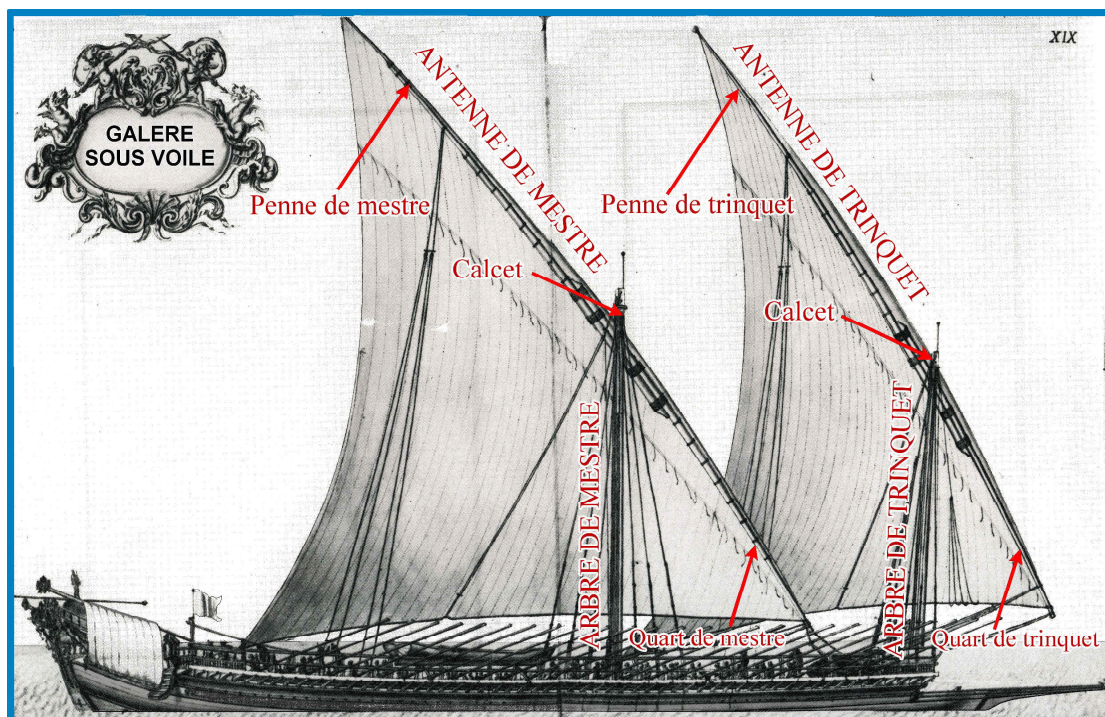 XIX
GALERE
SOUS VOILE
ANTENNE DE MESTRE
ANTENNE DE TRINQUET
Penne de mestre
Penne de trinquet
Calcet
Calcet
ARBRE DE MESTRE
ARBRE DE TRINQUET
Quart de mestre
Quart de trinquet